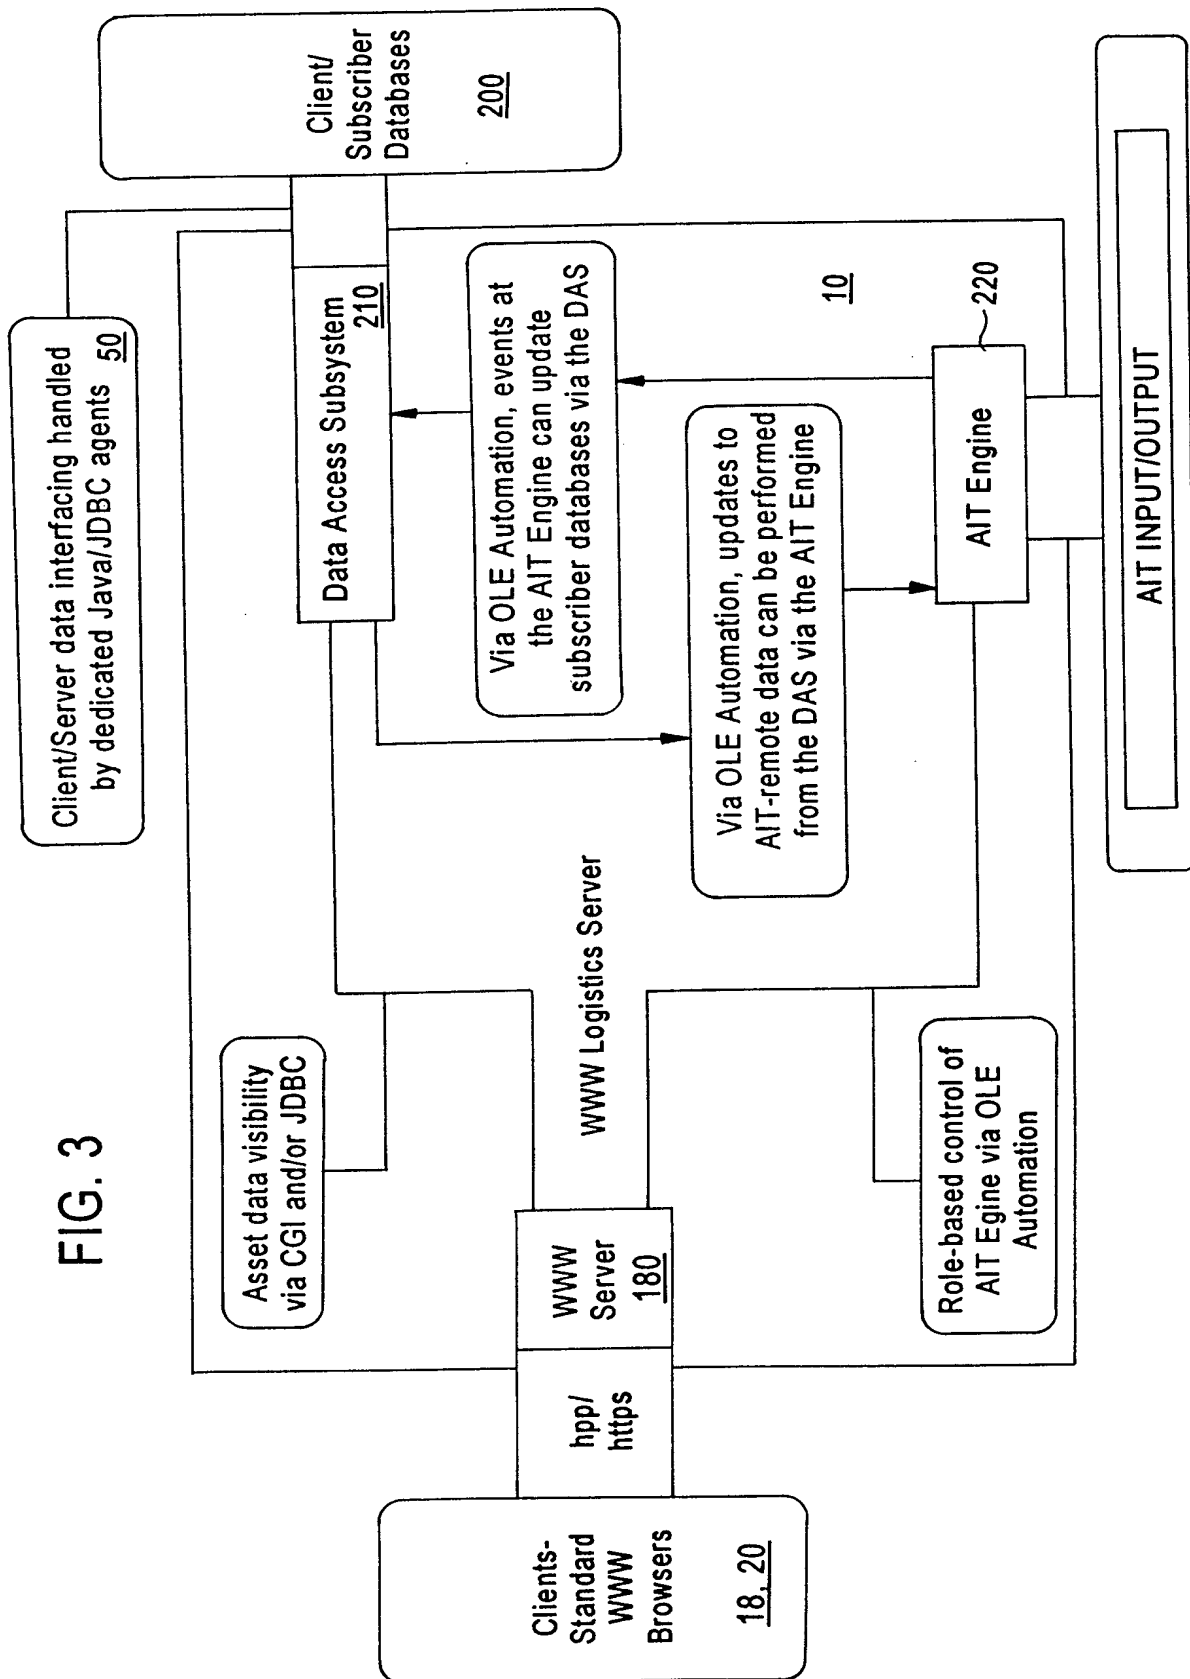 FIG. 3
Client/Server data interfacing handled
by dedicated Java/JDBC agents 50
Client/
Subscriber
Databases
200
Asset data visibility
via CGI and/or JDBC
Data Access Subsystem
210
Via OLE Automation, events at
the AIT Engine can update
subscriber databases via the DAS
Clients-
Standard
WWW
Browsers
18, 20
hpp/
https
WWW
Server
180
WWW Logistics Server
10
Via OLE Automation, updates to
AIT-remote data can be performed
from the DAS via the AIT Engine
Role-based control of
AIT Egine via OLE
Automation
AIT Engine
220
AIT INPUT/OUTPUT